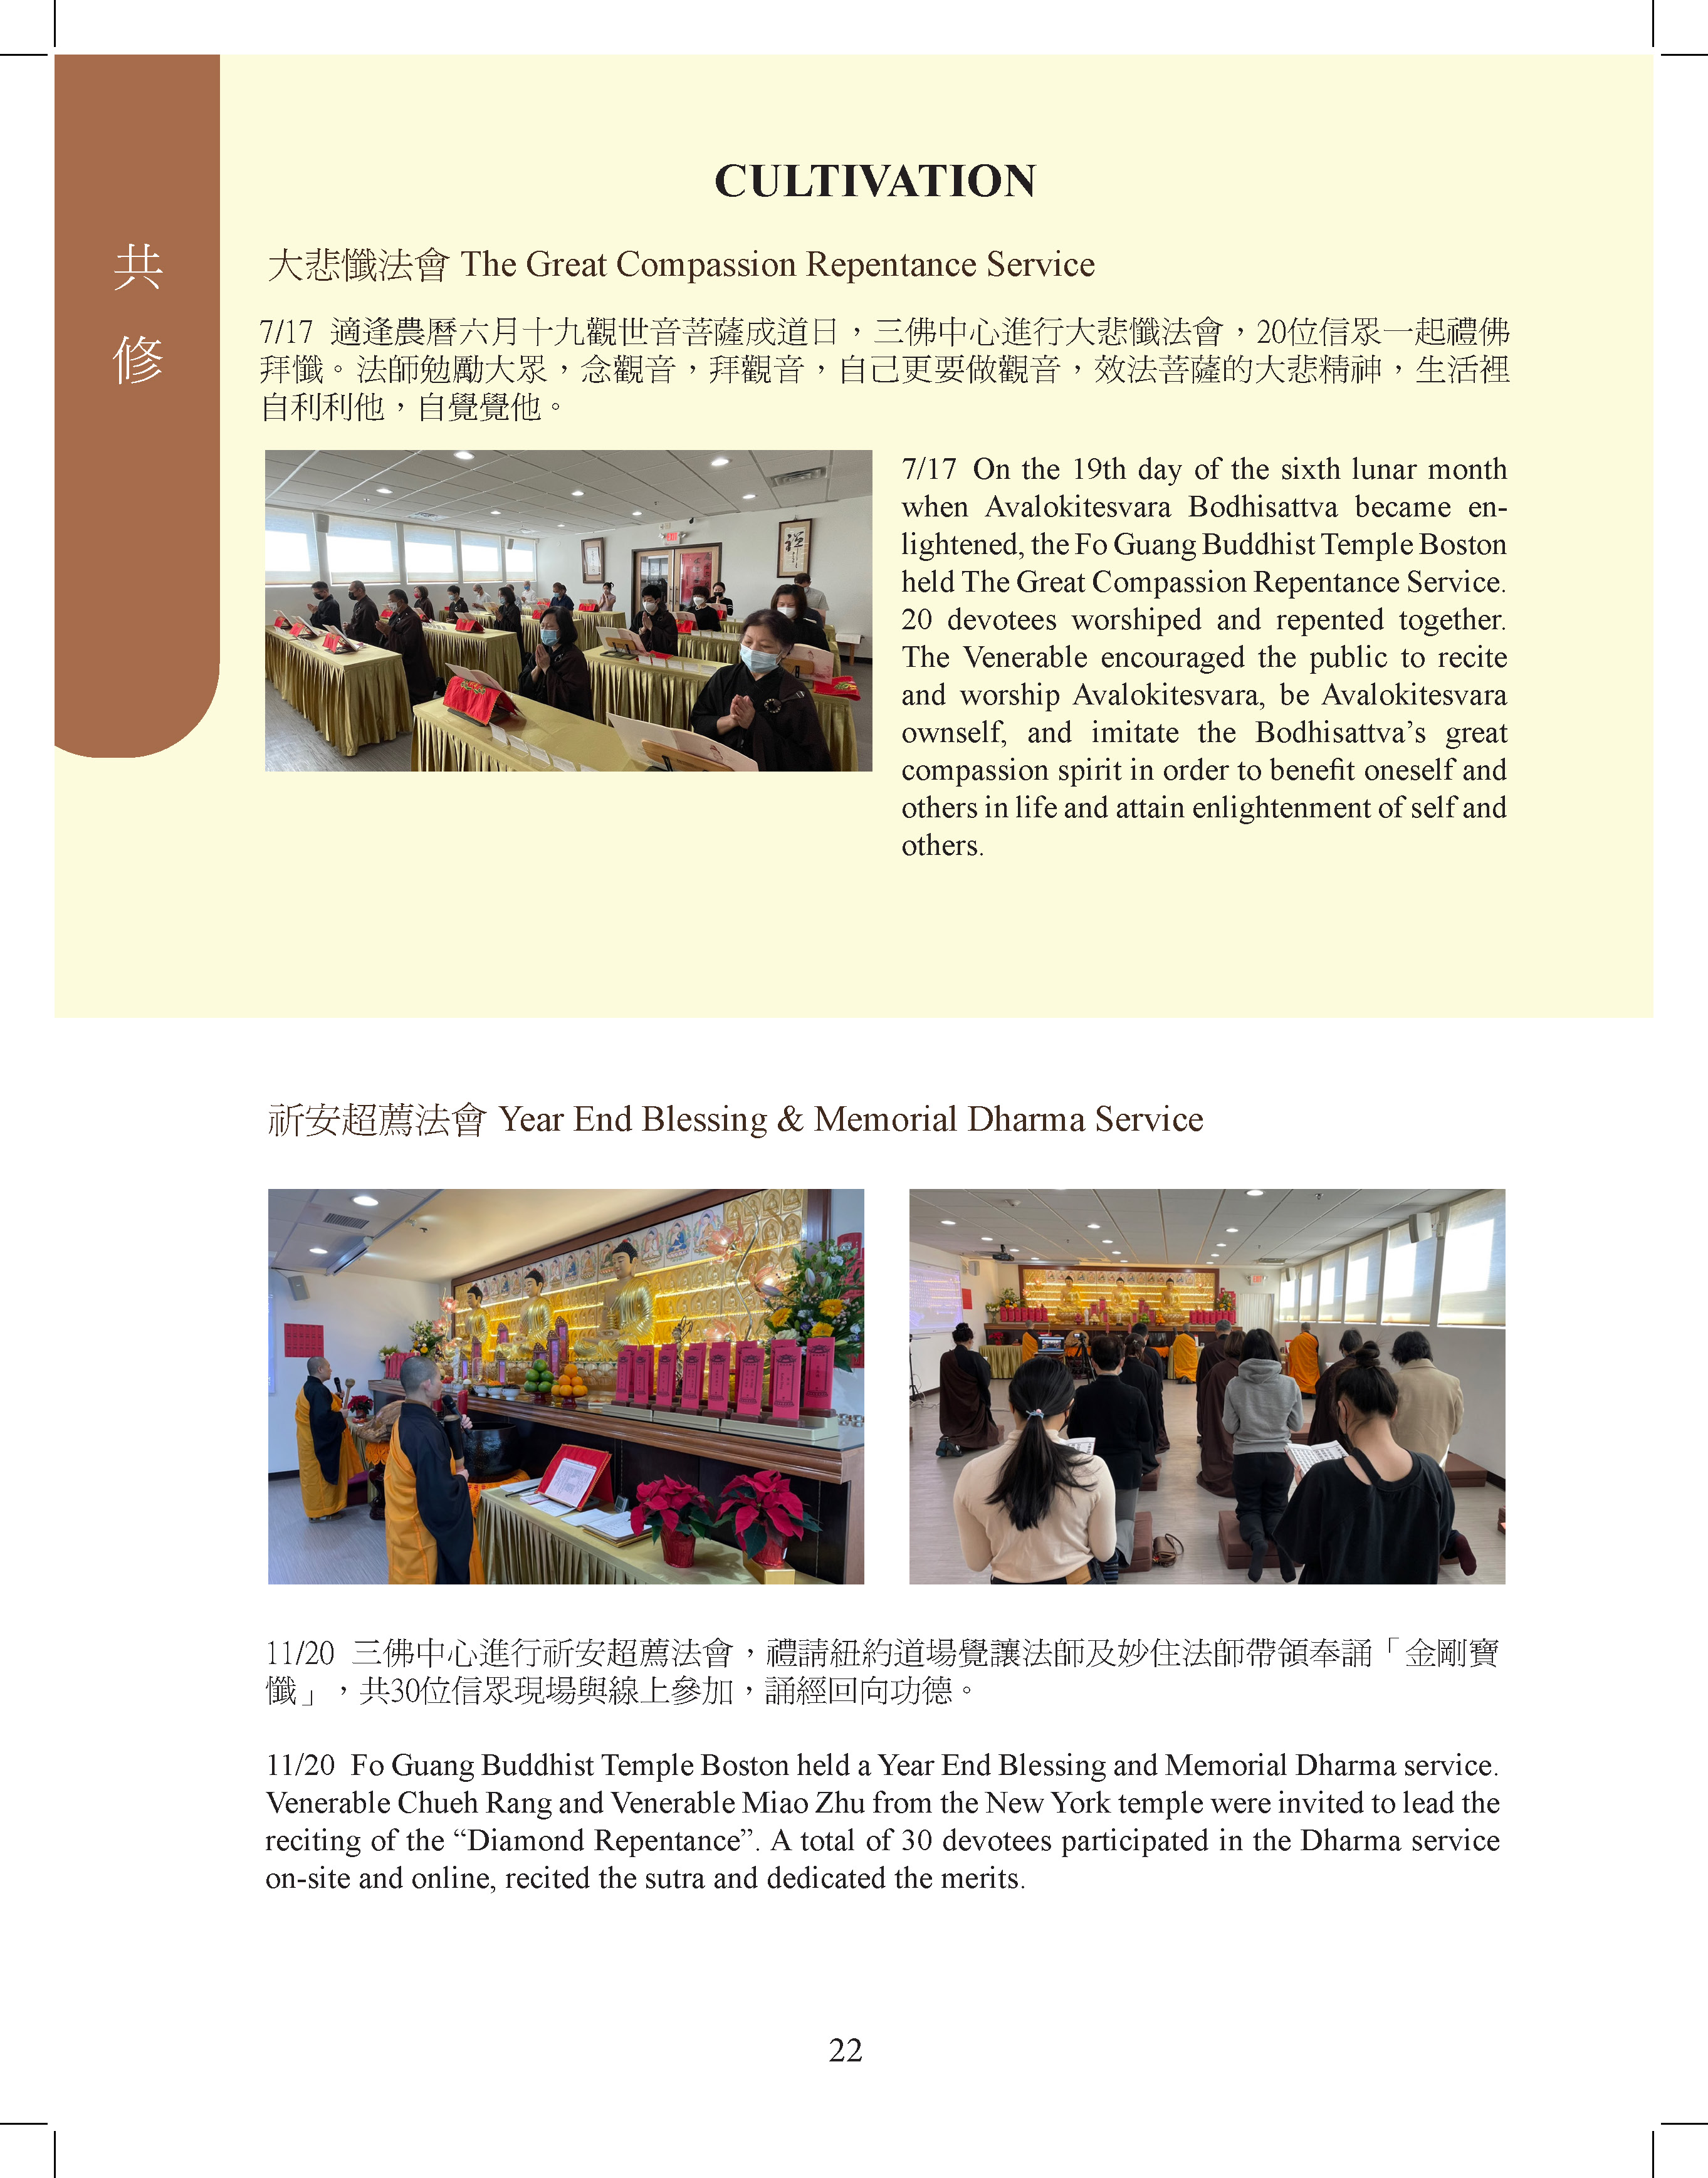 共
修
CULTIVATION
大悲懺法會 The Great Compassion Repentance Service
7/17 適逢農曆六月十九觀世音菩薩成道日，三佛中心進行大悲懺法會，20位信眾一起禮佛
拜懺。法師勉勵大眾，念觀音，拜觀音，自己更要做觀音，效法菩薩的大悲精神，生活裡
自利利他，自覺覺他。
7/17 On the 19th day of the sixth lunar month
when Avalokitesvara Bodhisattva became en-
lightened, the Fo Guang Buddhist Temple Boston
held The Great Compassion Repentance Service.
20 devotees worshiped and repented together.
The Venerable encouraged the public to recite
and worship Avalokitesvara, be Avalokitesvara
ownself, and imitate the Bodhisattva’s great
compassion spirit in order to benefit oneself and
others in life and attain enlightenment of self and
others.
禪
祈安超薦法會 Year End Blessing & Memorial Dharma Service
11/20 三佛中心進行祈安超薦法會，禮請紐約道場覺讓法師及妙住法師帶領奉誦「金剛寶
懺」，共30位信眾現場與線上參加，誦經回向功德。
11/20 Fo Guang Buddhist Temple Boston held a Year End Blessing and Memorial Dharma service.
Venerable Chueh Rang and Venerable Miao Zhu from the New York temple were invited to lead the
reciting of the “Diamond Repentance”. A total of 30 devotees participated in the Dharma service
on-site and online, recited the sutra and dedicated the merits.
22